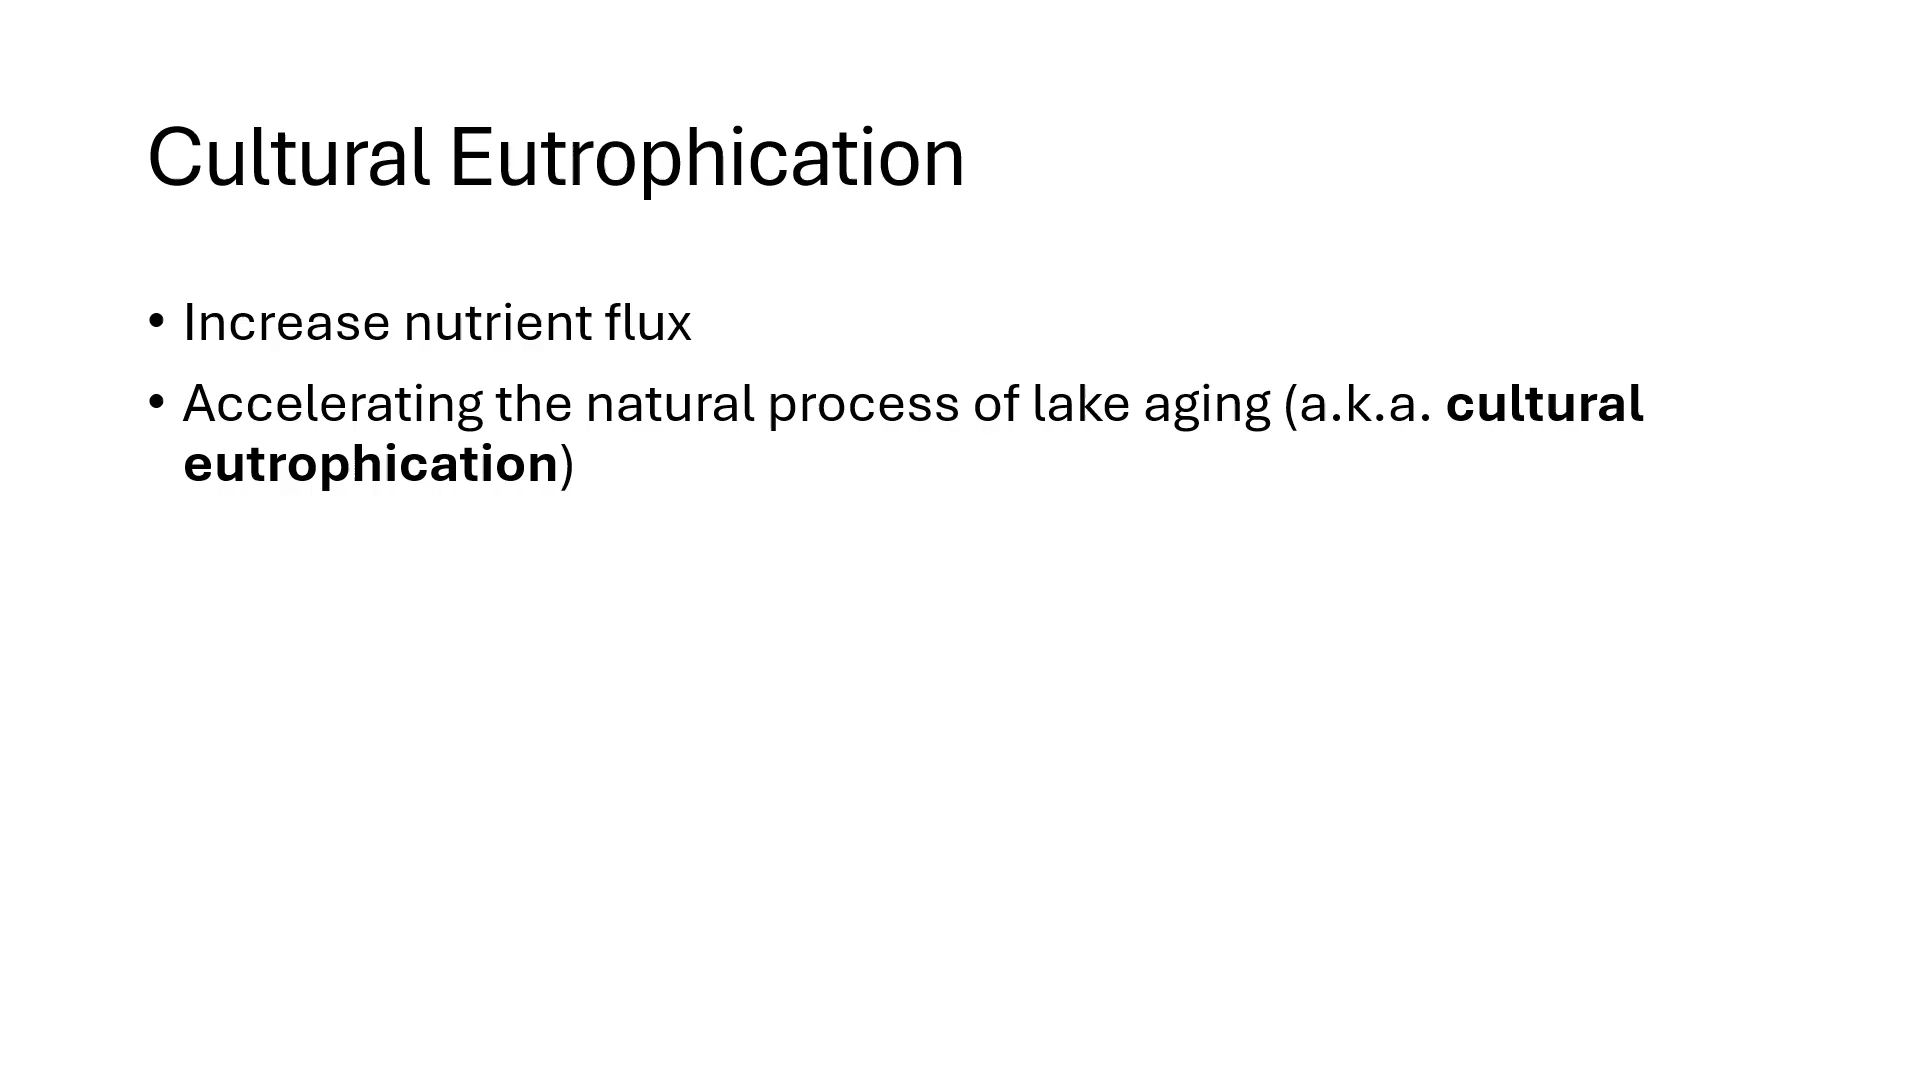 Cultural Eutrophication
• Increase nutrient flux
• Accelerating the natural process of lake aging (a.k.a. cultural
eutrophication)